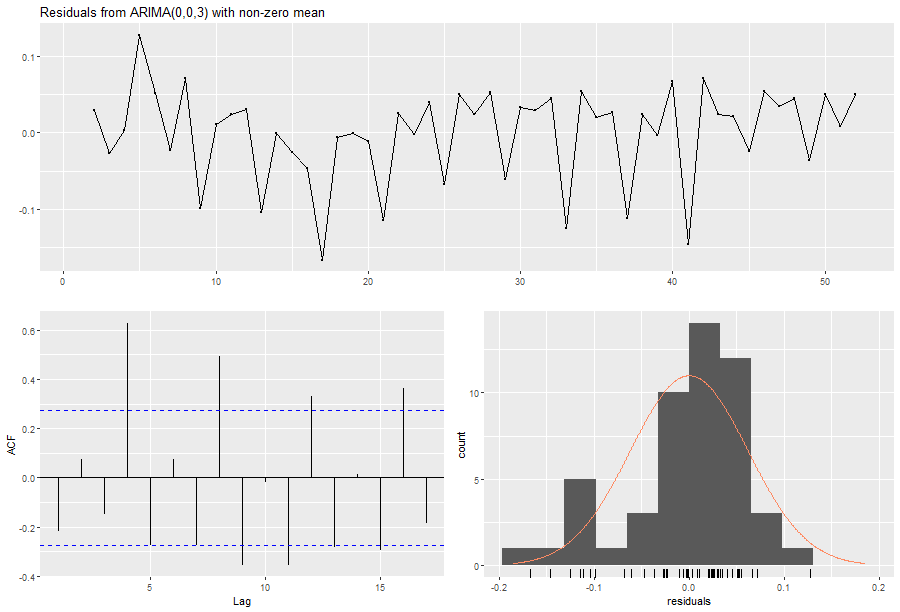 Residuals from ARIMA(0,0,3) with non-zero mean
0.1
0.0
-0.1
0 10 20 30 40 50
0.6
0.4
0.2
0.0
-0.2
-0.4
ACF
5 10 15
Lag
10
5
0
count
-0.2 -0.1 0.0 0.1 0.2
residuals